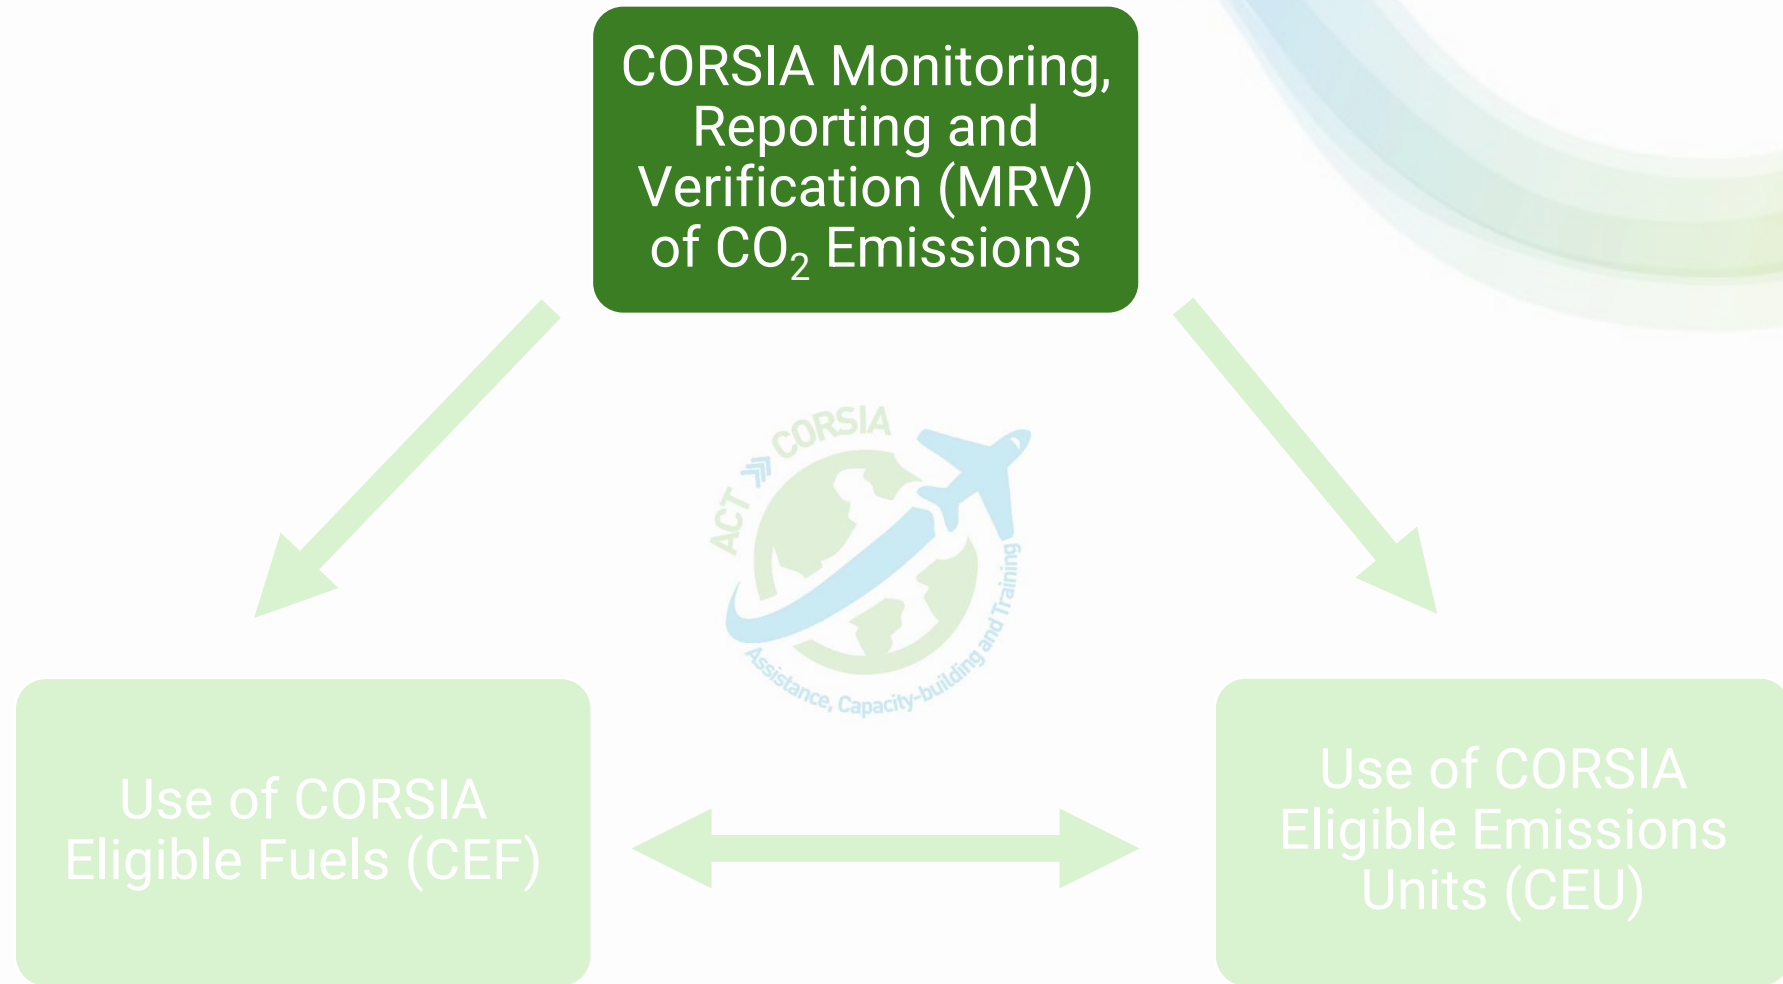 CORSIA Monitoring,
Reporting and
Verification (MRV)
of CO₂ Emissions
ACT CORSIA
Assistance, Capacity-building and Training
Use of CORSIA
Eligible Fuels (CEF)
Use of CORSIA
Eligible Emissions
Units (CEU)